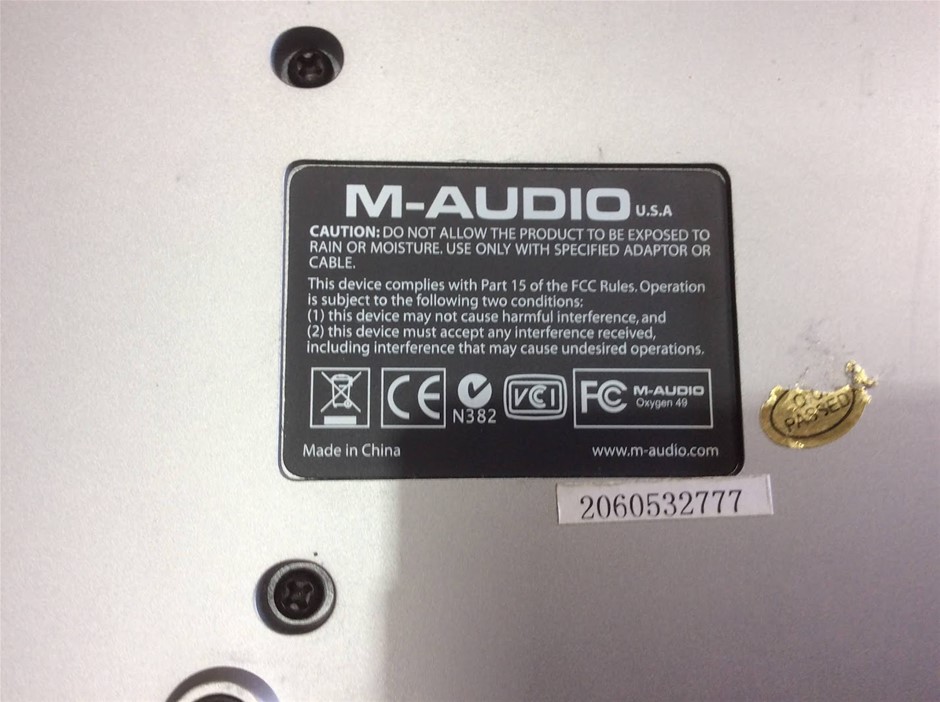 M-AUDIO U.S.A
CAUTION: DO NOT ALLOW THE PRODUCT TO BE EXPOSED TO
RAIN OR MOISTURE. USE ONLY WITH SPECIFIED ADAPTOR OR
CABLE.
This device complies with Part 15 of the FCC Rules. Operation
is subject to the following two conditions:
(1) this device may not cause harmful interference, and
(2) this device must accept any interference received,
including interference that may cause undesired operations.
CE N382 VCI FC M-AUDIO
Oxygen 49
Made in China www.m-audio.com
PASSED
2060532777